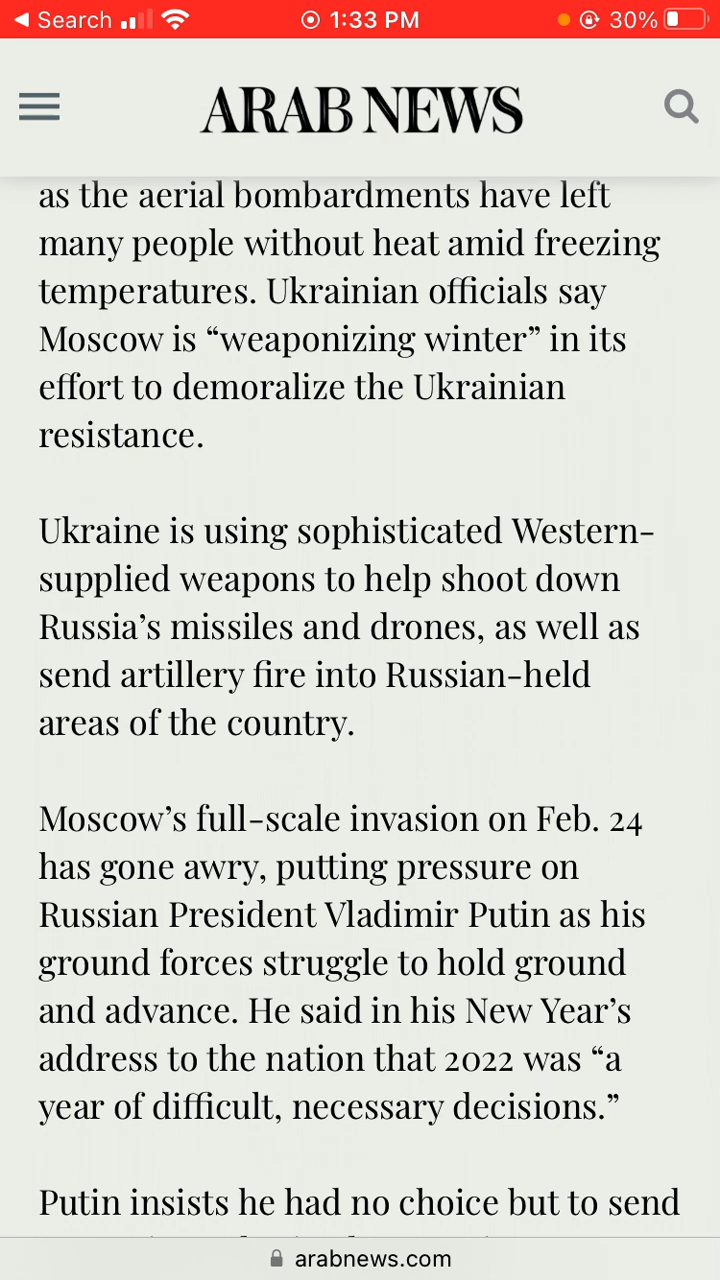 Search 1:33 PM 30%
ARAB NEWS
as the aerial bombardments have left
many people without heat amid freezing
temperatures. Ukrainian officials say
Moscow is “weaponizing winter” in its
effort to demoralize the Ukrainian
resistance.
Ukraine is using sophisticated Western-
supplied weapons to help shoot down
Russia’s missiles and drones, as well as
send artillery fire into Russian-held
areas of the country.
Moscow’s full-scale invasion on Feb. 24
has gone awry, putting pressure on
Russian President Vladimir Putin as his
ground forces struggle to hold ground
and advance. He said in his New Year’s
address to the nation that 2022 was “a
year of difficult, necessary decisions.”
Putin insists he had no choice but to send
arabnews.com